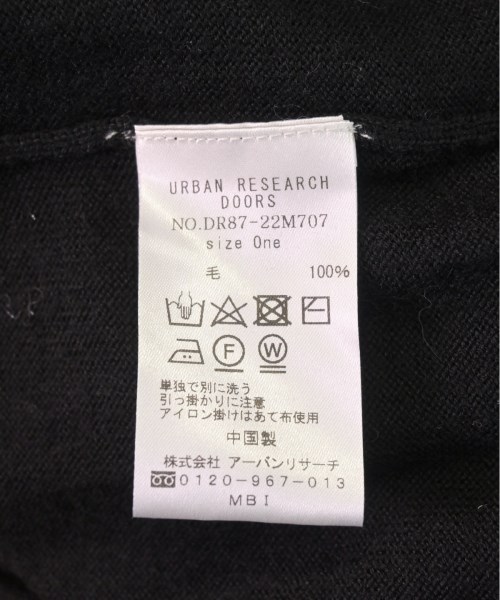 URBAN RESEARCH
DOORS
NO.DR87-22M707
size One
毛 100%
F W
単独で別に洗う
引っ掛かりに注意
アイロン掛けはあて布使用
中国製
株式会社 アーバンリサーチ
0120-967-013
MBI